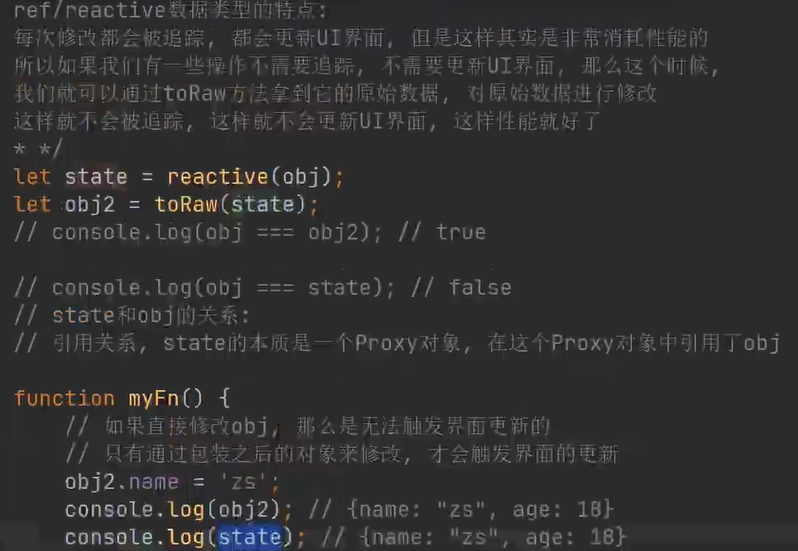 ref/reactive数据类型的特点:
每次修改都会被追踪, 都会更新UI界面, 但是这样其实是非常消耗性能的
所以如果我们有一些操作不需要追踪, 不需要更新UI界面, 那么这个时候,
我们就可以通过toRaw方法拿到它的原始数据, 对原始数据进行修改
这样就不会被追踪, 这样就不会更新UI界面, 这样性能就好了
* */
let state = reactive(obj);
let obj2 = toRaw(state);
// console.log(obj === obj2); // true
// console.log(obj === state); // false
// state和obj的关系:
// 引用关系, state的本质是一个Proxy对象, 在这个Proxy对象中引用了obj
function myFn() {
// 如果直接修改obj, 那么是无法触发界面更新的
// 只有通过包装之后的对象来修改, 才会触发界面的更新
obj2.name = 'zs';
console.log(obj2); // {name: "zs", age: 18}
console.log(state); // {name: "zs", age: 18}